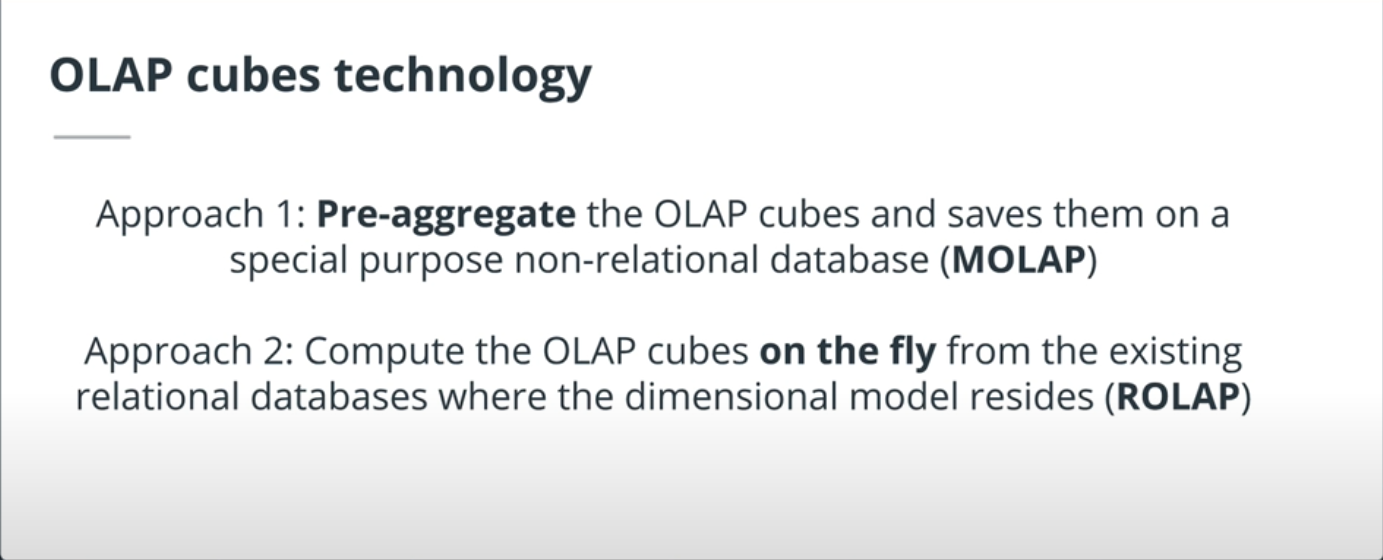 OLAP cubes technology
Approach 1: Pre-aggregate the OLAP cubes and saves them on a
special purpose non-relational database (MOLAP)
Approach 2: Compute the OLAP cubes on the fly from the existing
relational databases where the dimensional model resides (ROLAP)